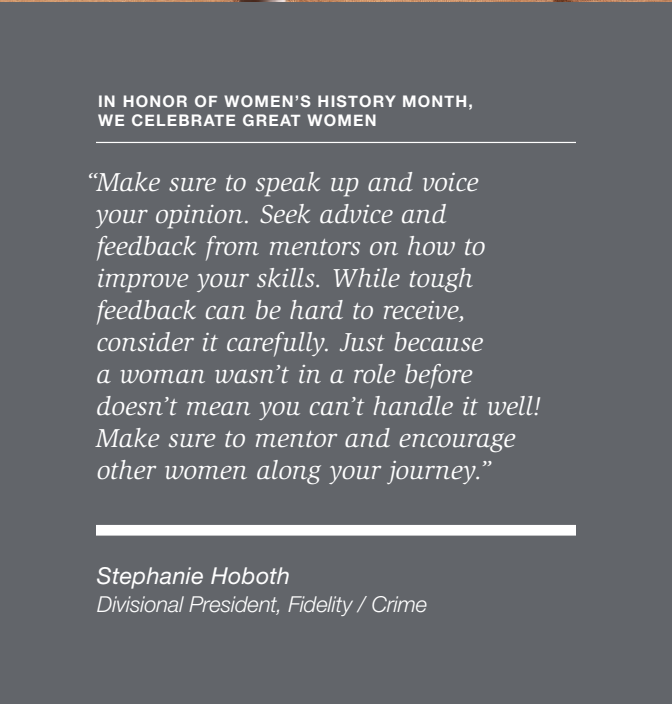 IN HONOR OF WOMEN’S HISTORY MONTH,
WE CELEBRATE GREAT WOMEN
“Make sure to speak up and voice
your opinion. Seek advice and
feedback from mentors on how to
improve your skills. While tough
feedback can be hard to receive,
consider it carefully. Just because
a woman wasn’t in a role before
doesn’t mean you can’t handle it well!
Make sure to mentor and encourage
other women along your journey.”
Stephanie Hoboth
Divisional President, Fidelity / Crime